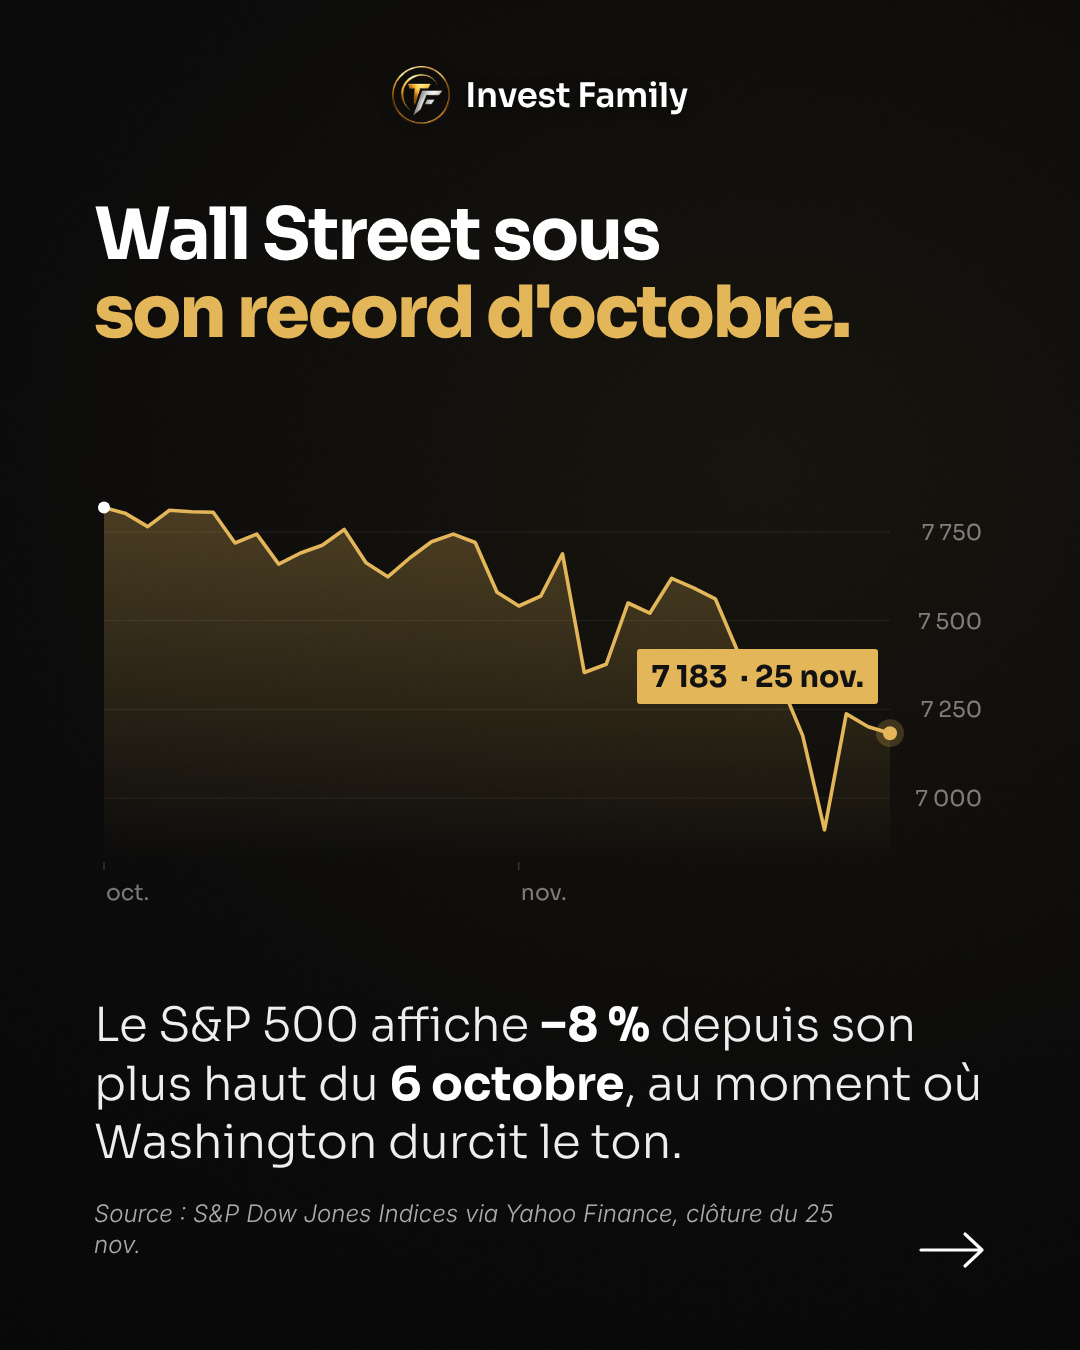 TF Invest Family
Wall Street sous
son record d'octobre.
7 750
7 500
7 183 · 25 nov.
7 250
7 000
oct.
nov.
Le S&P 500 affiche −8 % depuis son
plus haut du 6 octobre, au moment où
Washington durcit le ton.
Source : S&P Dow Jones Indices via Yahoo Finance, clôture du 25
nov.